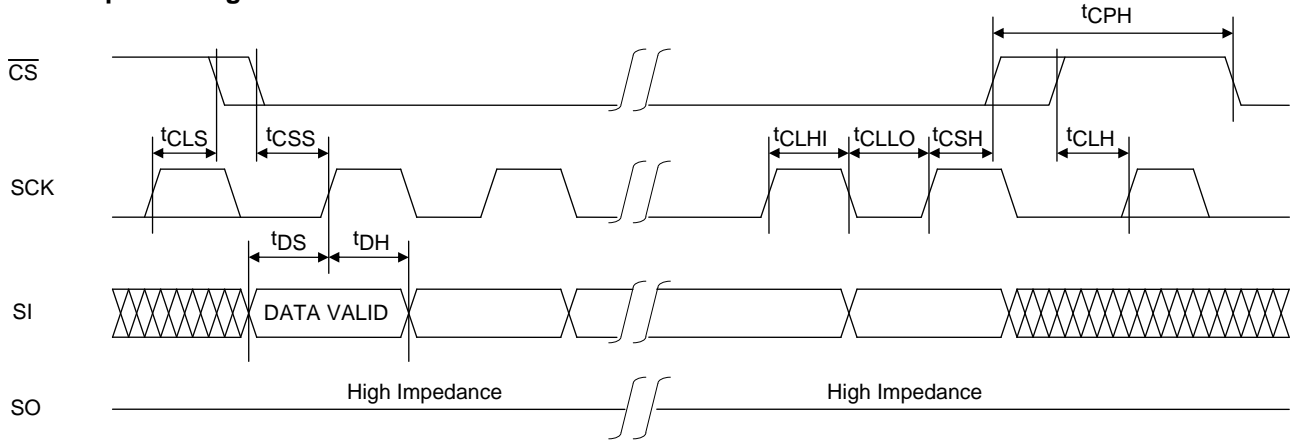 tCPH
CS
tCLS tCSS tCLHI tCLLO tCSH tCLH
SCK
tDS tDH
SI DATA VALID
High Impedance High Impedance
SO